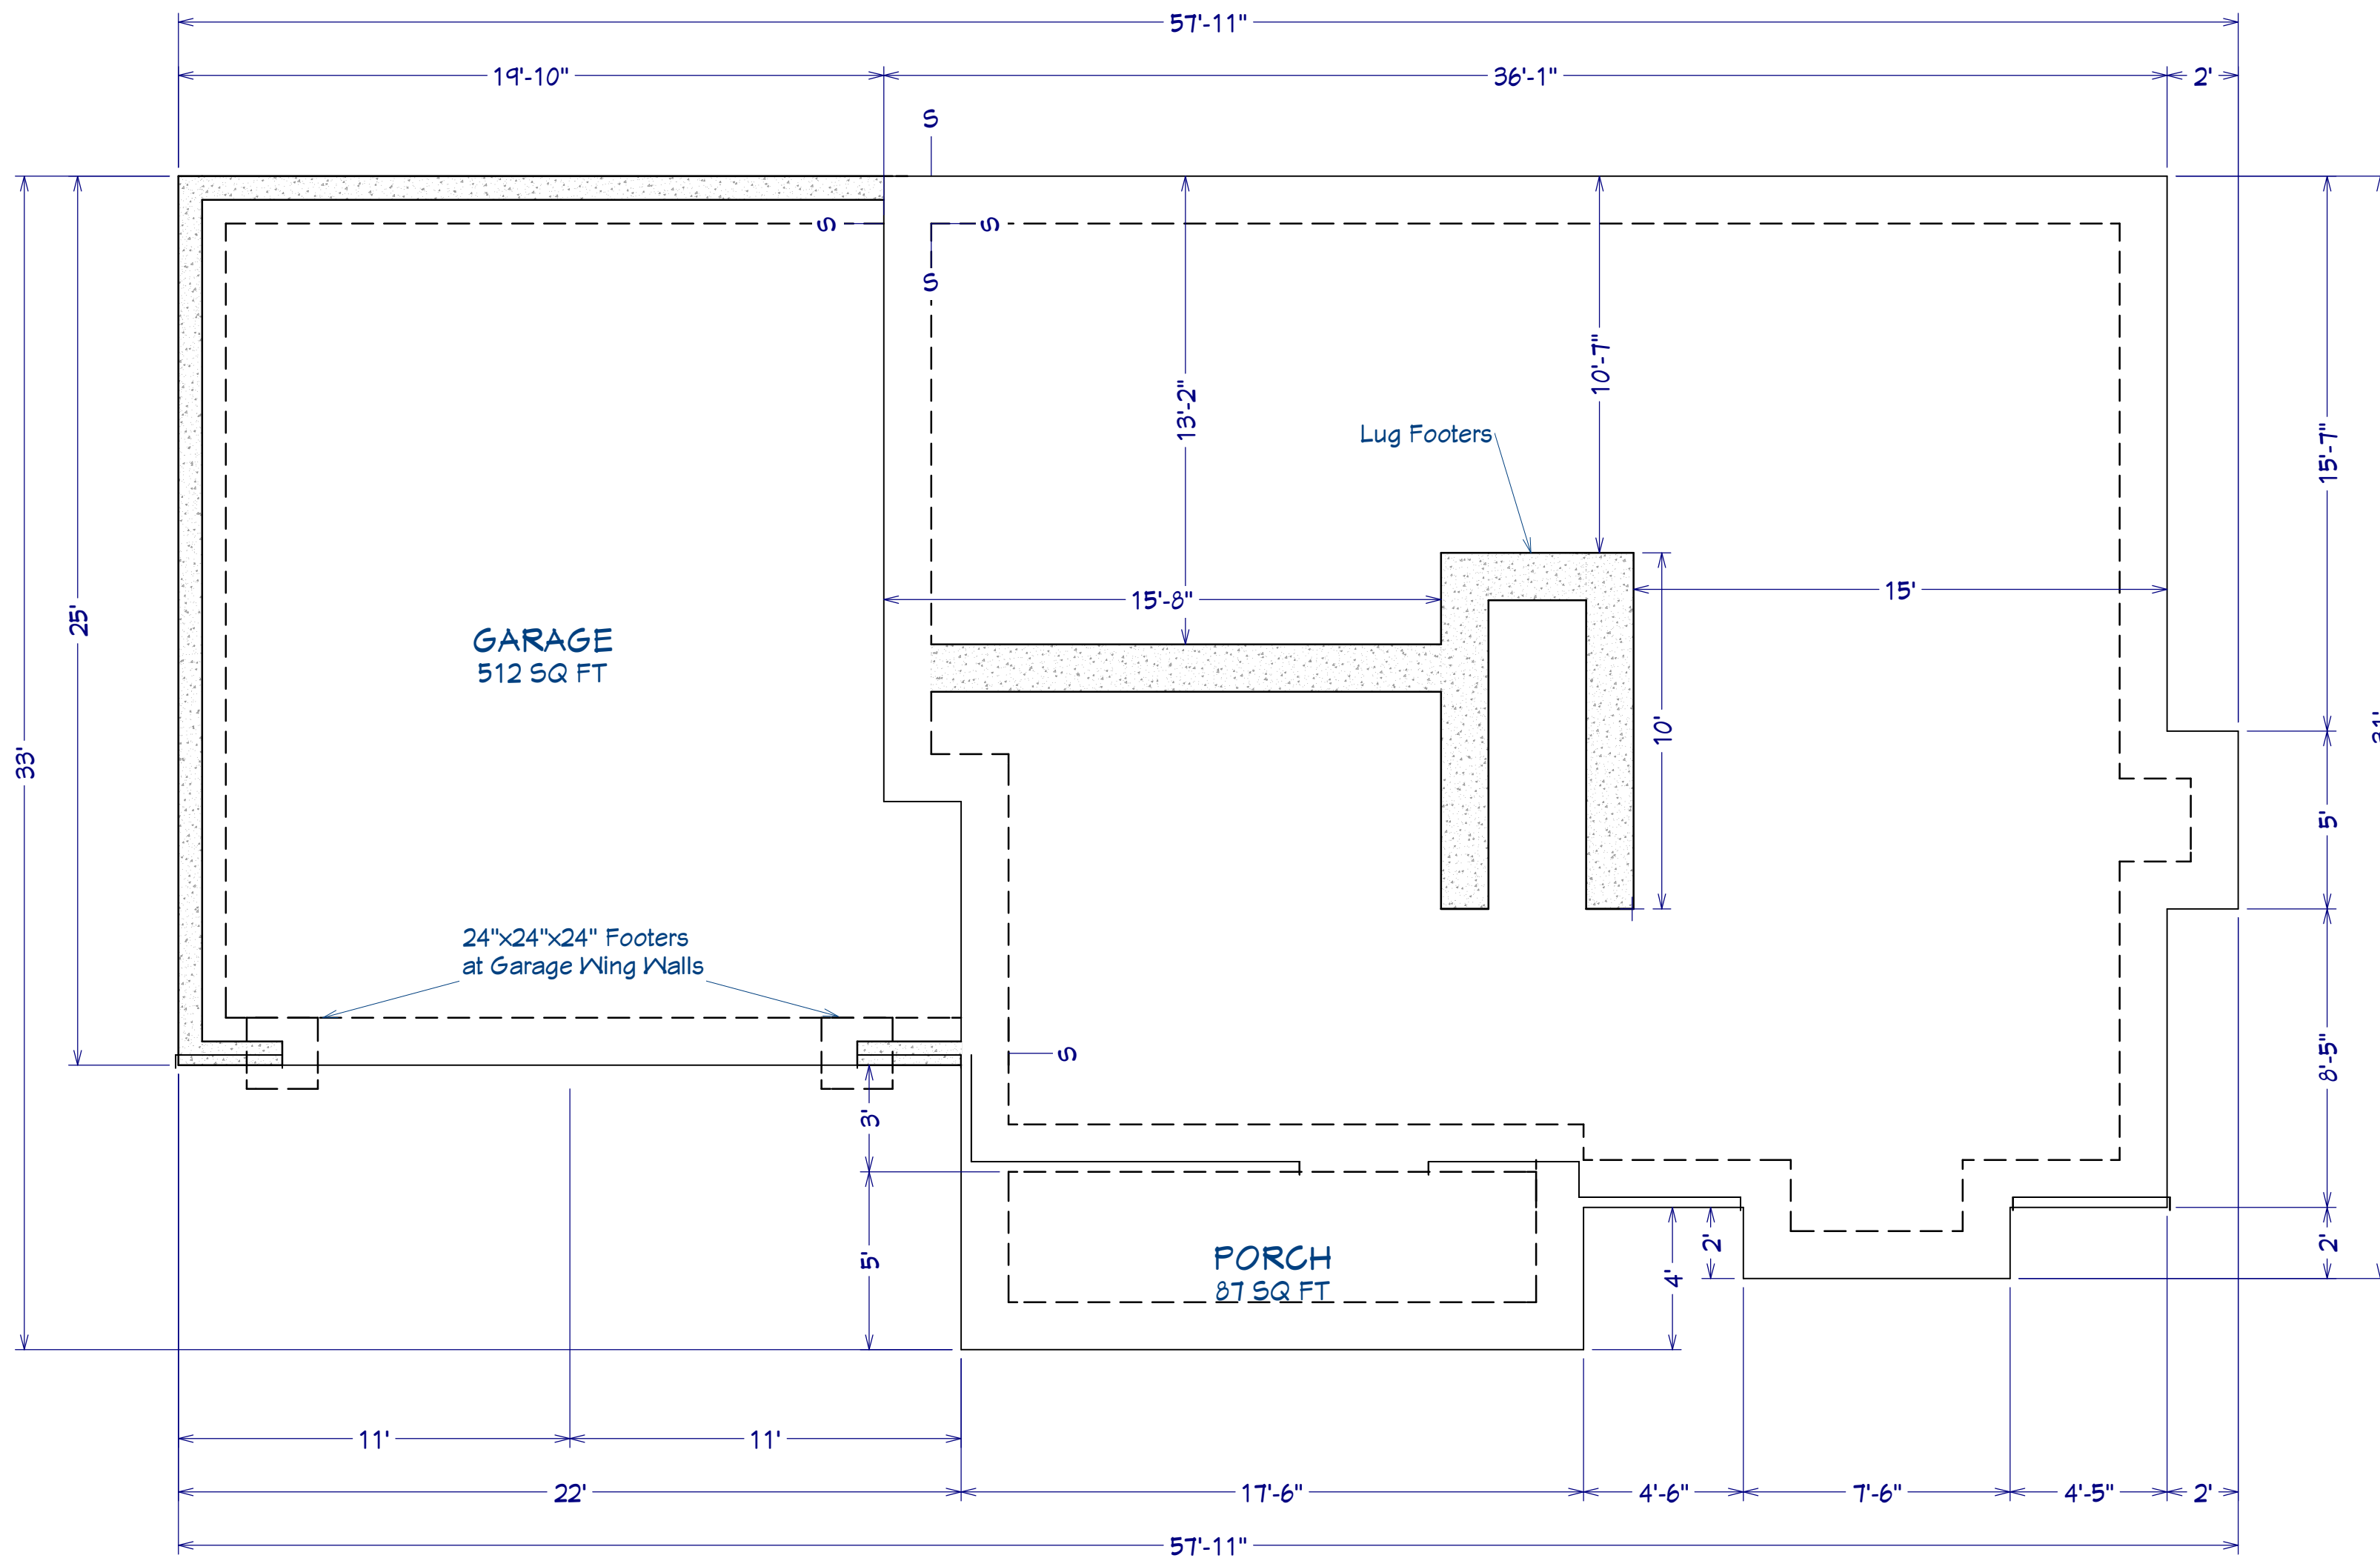 57'-11"
19'-10"
36'-1"
2'
S
S
S
S
13'-2"
10'-7"
15'-7"
Lug Footers
25'
33'
15'-8"
15'
GARAGE
512 SQ FT
10'
5'
24"x24"x24" Footers
at Garage Wing Walls
S
3'
8'-5"
5'
PORCH
87 SQ FT
4'
2'
2'
11'
11'
22'
17'-6"
4'-6"
7'-6"
4'-5"
2'
57'-11"